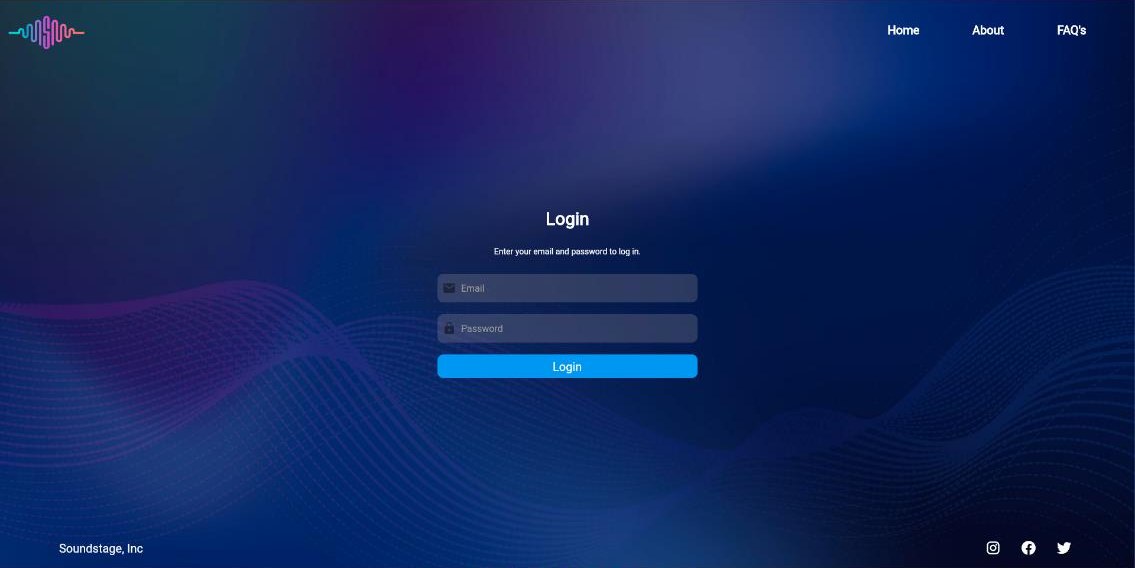 Home About FAQ's
Login
Enter your email and password to log in.
Email
Password
Login
Soundstage, Inc